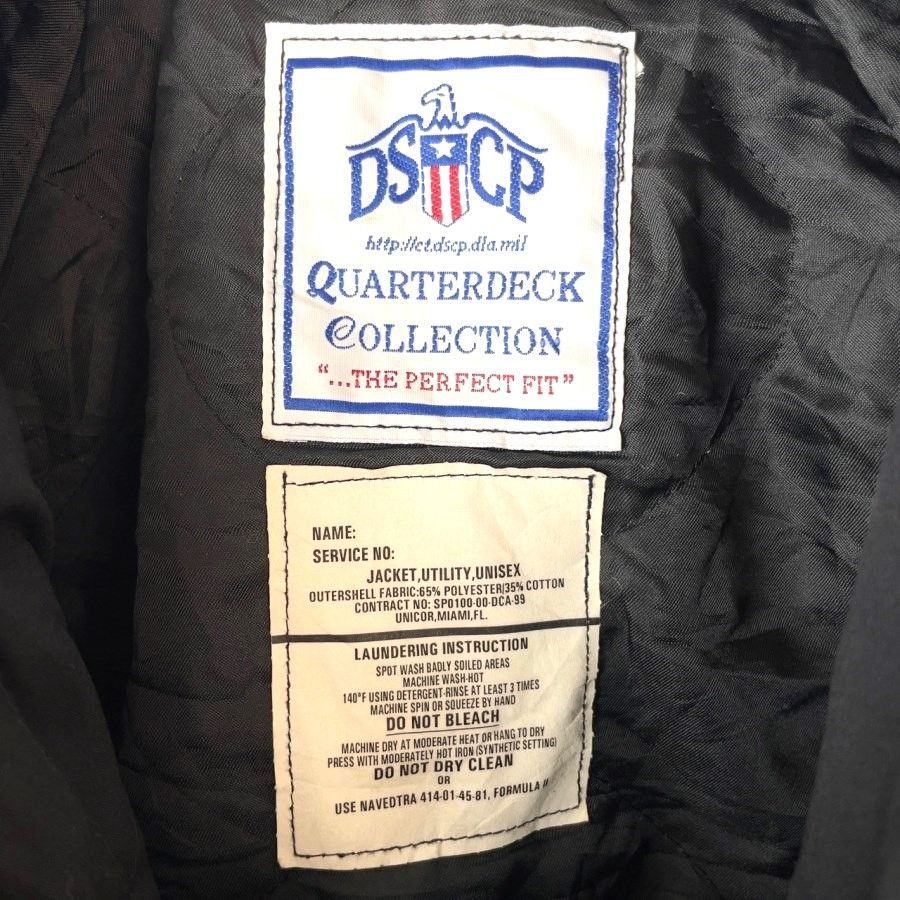 DSCP
http://ct.dscp.dla.mil
QUARTERDECK
COLLECTION
"...THE PERFECT FIT"
NAME:
SERVICE NO:
JACKET,UTILITY,UNISEX
OUTERSHELL FABRIC:65% POLYESTER/35% COTTON
CONTRACT NO: SPO100-00-DCA-99
UNICOR,MIAMI,FL.
LAUNDERING INSTRUCTION
SPOT WASH BADLY SOILED AREAS
MACHINE WASH-HOT
140°F USING DETERGENT-RINSE AT LEAST 3 TIMES
MACHINE SPIN OR SQUEEZE BY HAND
DO NOT BLEACH
MACHINE DRY AT MODERATE HEAT OR HANG TO DRY
PRESS WITH MODERATELY HOT IRON (SYNTHETIC SETTING)
DO NOT DRY CLEAN
OR
USE NAVEDTRA 414-01-45-81, FORMULA II